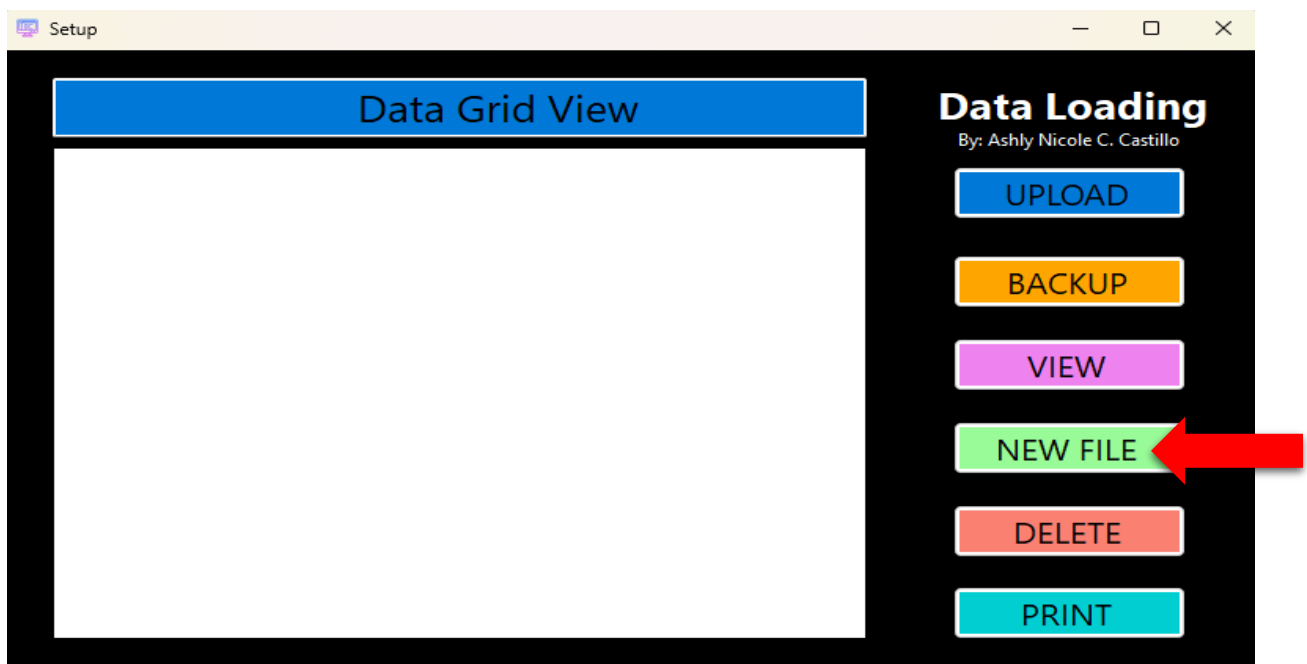 Setup
Data Grid View
Data Loading
By: Ashly Nicole C. Castillo
UPLOAD
BACKUP
VIEW
NEW FILE
DELETE
PRINT